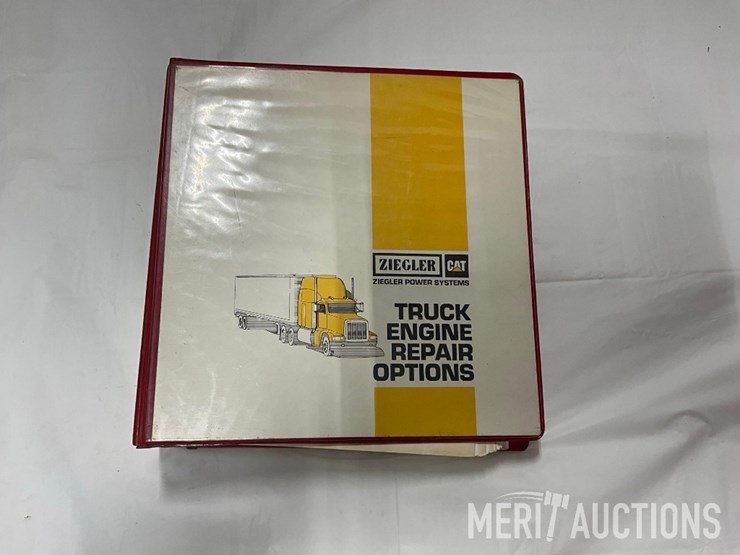 ZIEGLER CAT
ZIEGLER POWER SYSTEMS
TRUCK
ENGINE
REPAIR
OPTIONS
MERIT AUCTIONS